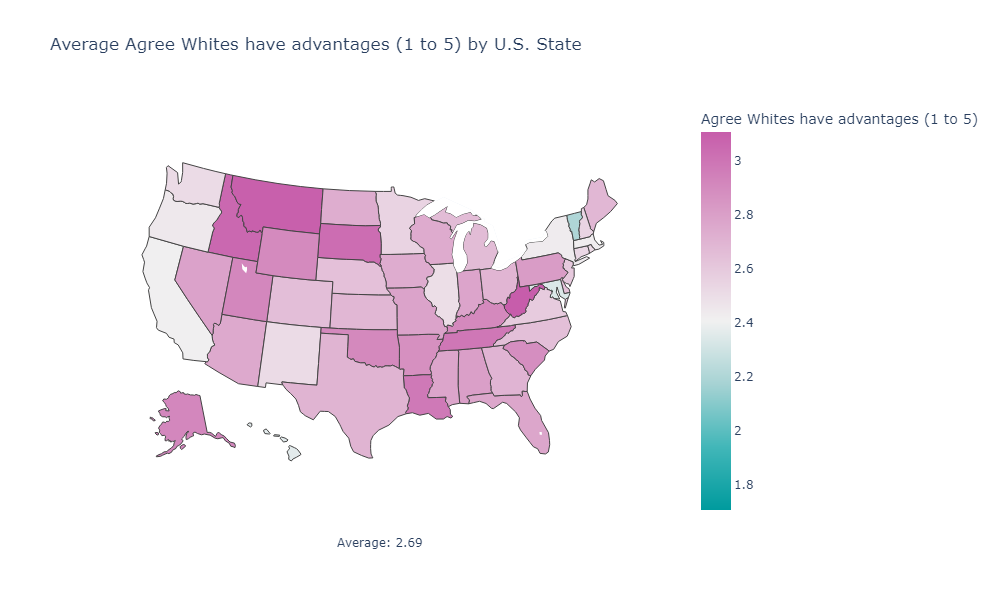 Average Agree Whites have advantages (1 to 5) by U.S. State
Agree Whites have advantages (1 to 5)
3
2.8
2.6
2.4
2.2
2
1.8
Average: 2.69